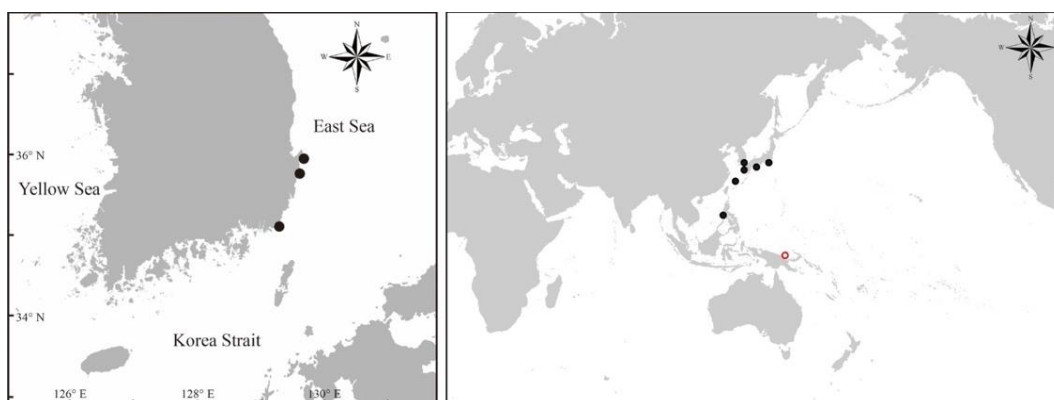 N
W E
S
East Sea
36° N
Yellow Sea
34° N
Korea Strait
126° E 128° E 130° E
N
W E
S